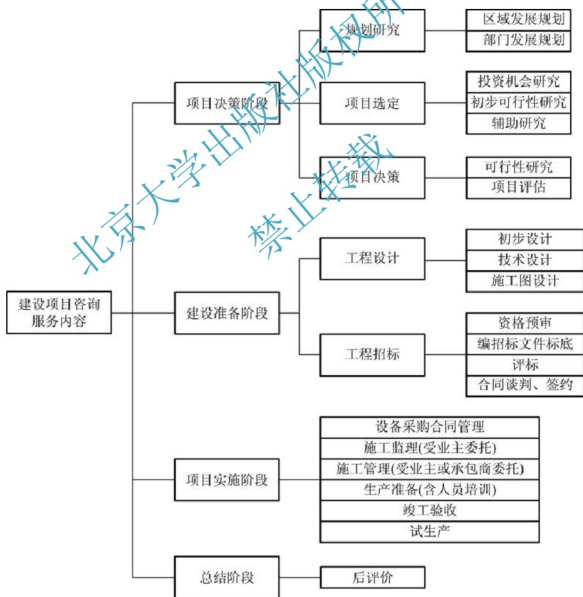 规划研究
区域发展规划
部门发展规划
项目决策阶段
项目选定
投资机会研究
初步可行性研究
辅助研究
项目决策
可行性研究
项目评估
建设项目咨询
服务内容
建设准备阶段
工程设计
初步设计
技术设计
施工图设计
工程招标
资格预审
编招标文件标底
评标
合同谈判、签约
项目实施阶段
设备采购合同管理
施工监理(受业主委托)
施工管理(受业主或承包商委托)
生产准备(含人员培训)
竣工验收
试生产
总结阶段
后评价
北京大学出版社版权所
禁止转载